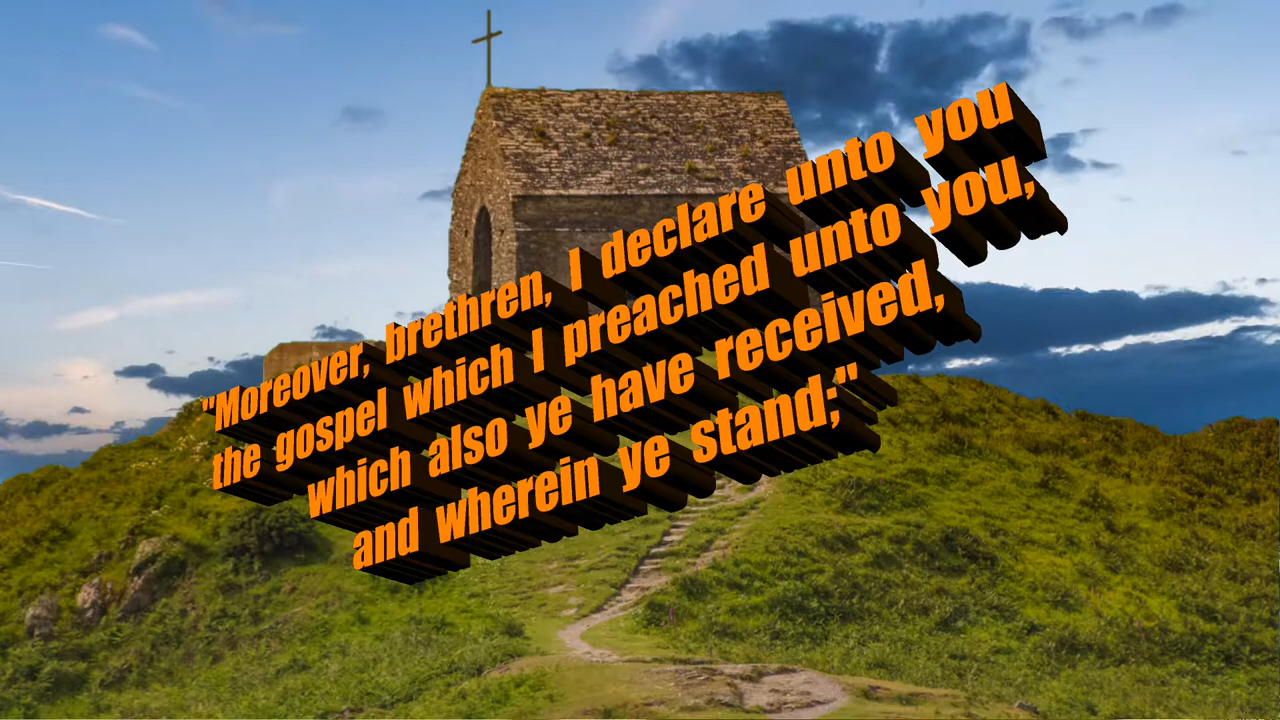 "Moreover, brethren, I declare unto you
the gospel which I preached unto you,
which also ye have received,
and wherein ye stand;"